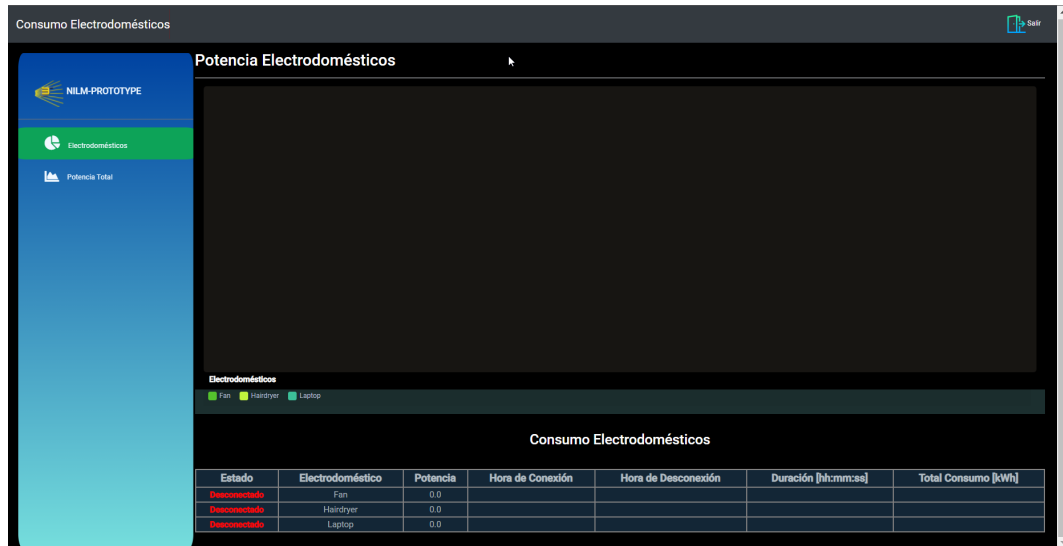 Consumo Electrodomésticos
Salir
NILM-PROTOTYPE
Electrodomésticos
Potencia Total
Potencia Electrodomésticos
Electrodomésticos
Fan Hairdryer Laptop
Consumo Electrodomésticos
Estado Electrodoméstico Potencia Hora de Conexión Hora de Desconexión Duración [hh:mm:ss] Total Consumo [kWh]
Desconectado Fan 0.0
Desconectado Hairdryer 0.0
Desconectado Laptop 0.0